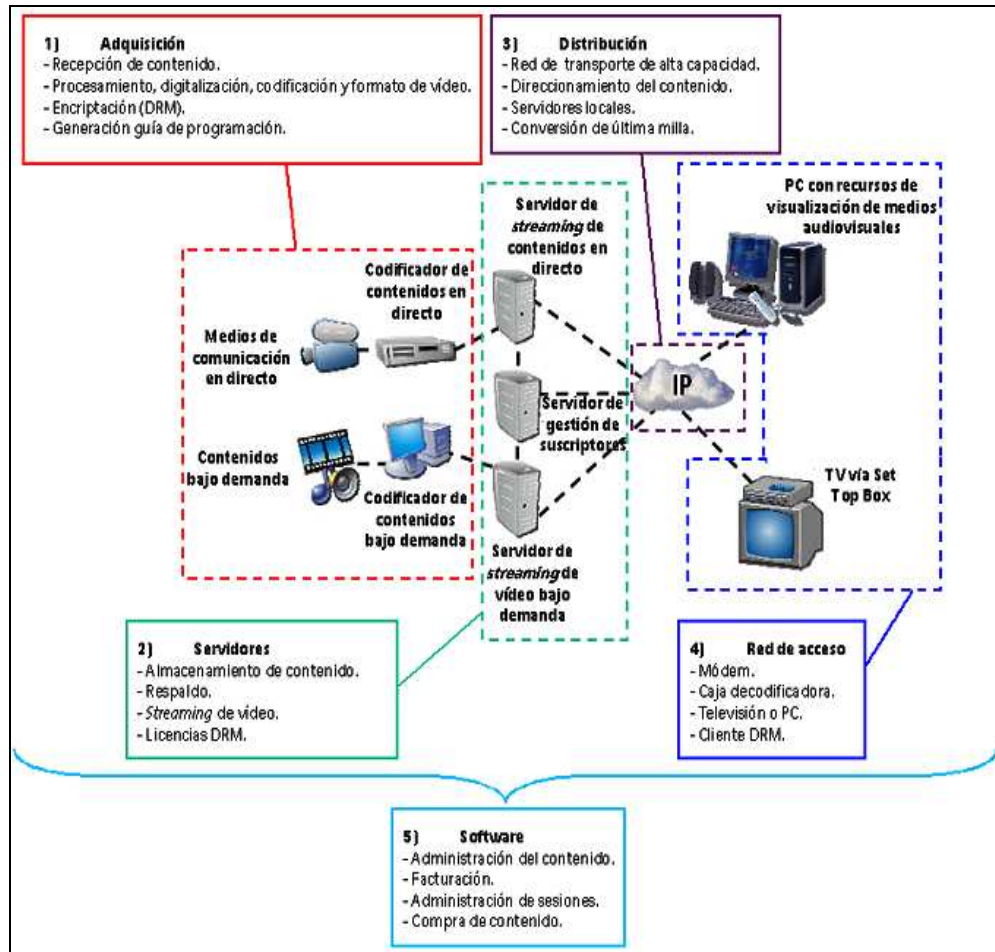 1) Adquisición
- Recepción de contenido.
- Procesamiento, digitalización, codificación y formato de vídeo.
- Encriptación (DRM).
- Generación guía de programación.
3) Distribución
- Red de transporte de alta capacidad.
- Direccionamiento del contenido.
- Servidores locales.
- Conversión de última milla.
PC con recursos de
visualización de medios
audiovisuales
Servidor de
streaming de
contenidos en
directo
Codificador de
contenidos en
directo
Medios de
comunicación
en directo
IP
Servidor de
gestión de
suscriptores
Contenidos
bajo demanda
Codificador de
contenidos
bajo demanda
TV vía Set
Top Box
Servidor de
streaming de
vídeo bajo
demanda
2) Servidores
- Almacenamiento de contenido.
- Respaldo.
- Streaming de vídeo.
- Licencias DRM.
4) Red de acceso
- Módem.
- Caja decodificadora.
- Televisión o PC.
- Cliente DRM.
5) Software
- Administración del contenido.
- Facturación.
- Administración de sesiones.
- Compra de contenido.